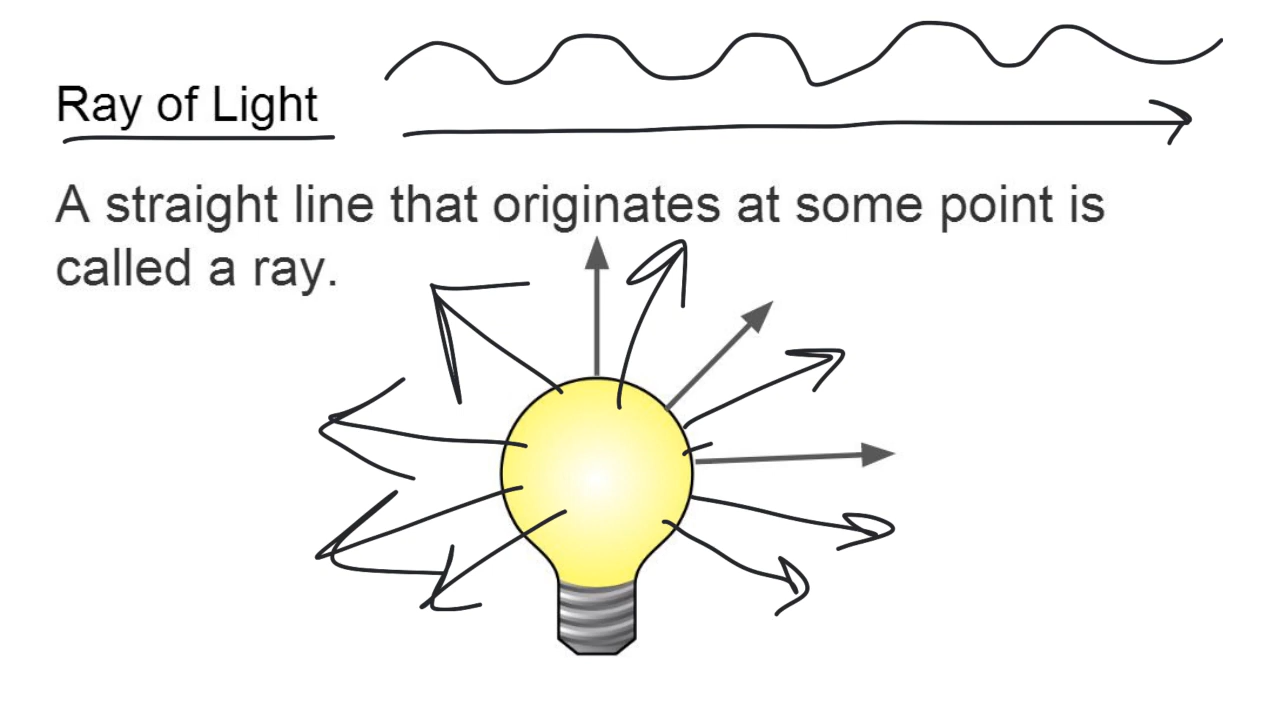 Ray of Light
A straight line that originates at some point is
called a ray.